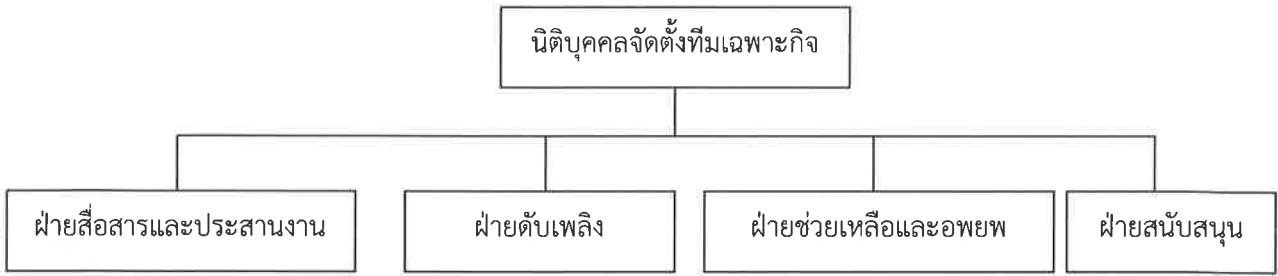 นิติบุคคลจัดตั้งทีมเฉพาะกิจ
ฝ่ายสื่อสารและประสานงาน
ฝ่ายดับเพลิง
ฝ่ายช่วยเหลือและอพยพ
ฝ่ายสนับสนุน